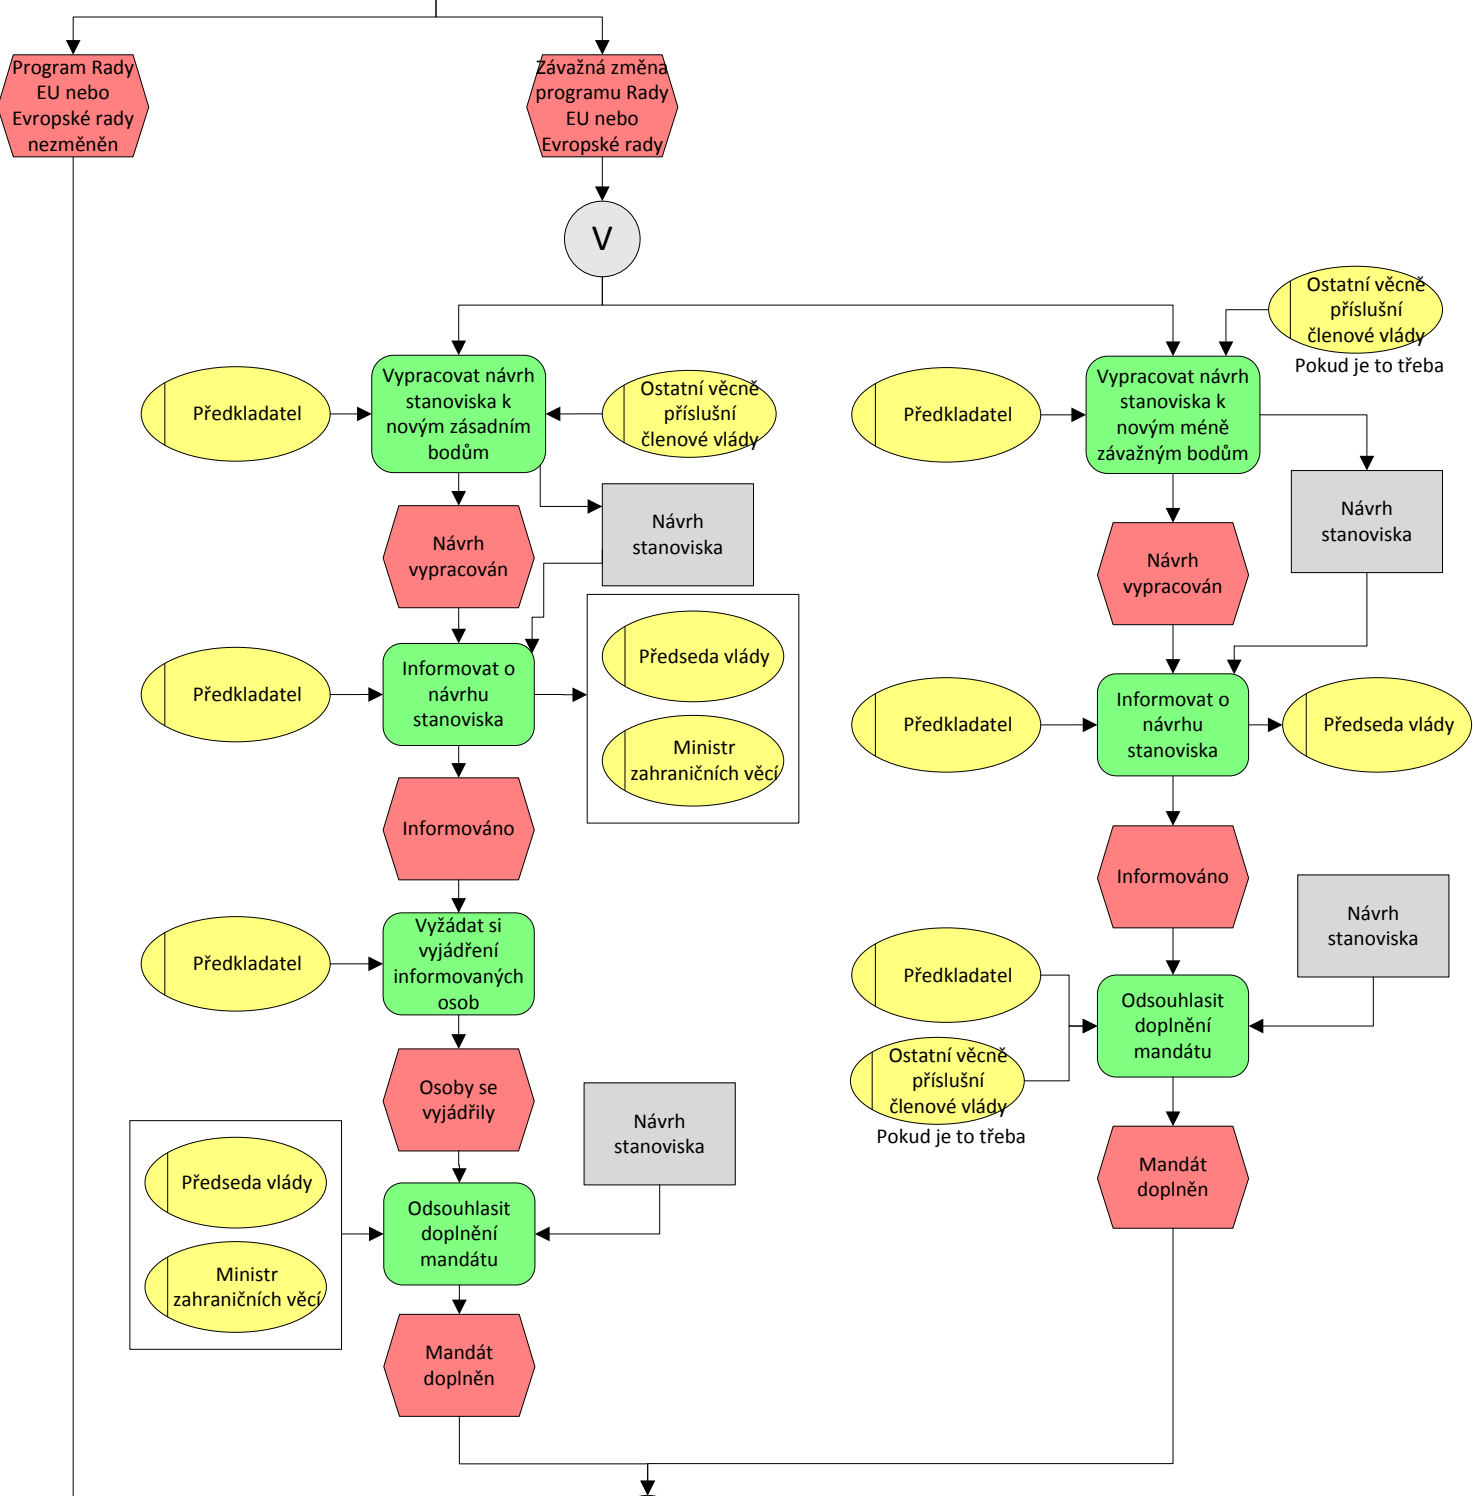 Program Rady
EU nebo
Evropské rady
nezměněn
Závažná změna
programu Rady
EU nebo
Evropské rady
V
Ostatní věcně
příslušní
členové vlády
Pokud je to třeba
Předkladatel
Vypracovat návrh
stanoviska k
novým zásadním
bodům
Ostatní věcně
příslušní
členové vlády
Předkladatel
Vypracovat návrh
stanoviska k
novým méně
závažným bodům
Návrh
stanoviska
Návrh
stanoviska
Návrh
vypracován
Návrh
vypracován
Předkladatel
Informovat o
návrhu
stanoviska
Předseda vlády
Ministr
zahraničních věcí
Předkladatel
Informovat o
návrhu
stanoviska
Předseda vlády
Informováno
Informováno
Návrh
stanoviska
Předkladatel
Vyžádat si
vyjádření
informovaných
osob
Předkladatel
Odsouhlasit
doplnění
mandátu
Ostatní věcně
příslušní
členové vlády
Pokud je to třeba
Osoby se
vyjádřily
Návrh
stanoviska
Mandát
doplněn
Předseda vlády
Ministr
zahraničních věcí
Odsouhlasit
doplnění
mandátu
Mandát
doplněn